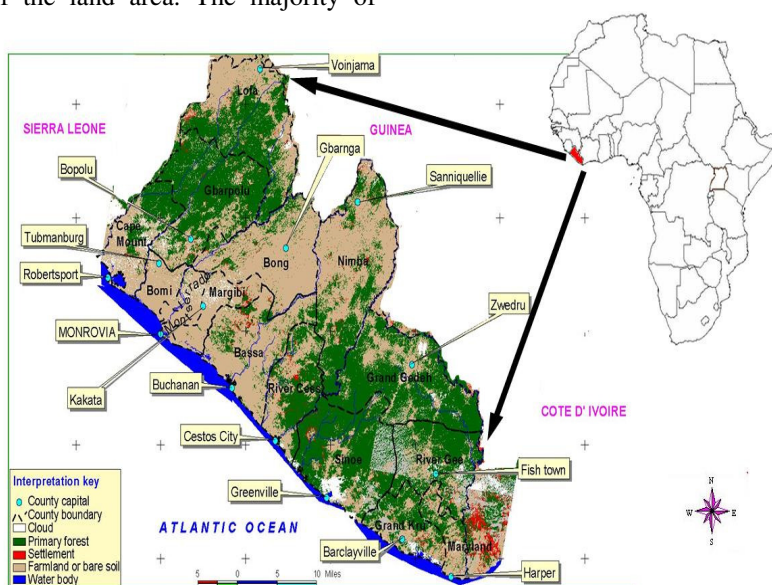 the land area. The majority of
Voinjama
Lofa
SIERRA LEONE
GUINEA
Gbarnga
Bopolu
Sanniquellie
Gbarpolu
Cape
Mount
Tubmanburg
Bong
Nimba
Robertsport
Bomi
Margibi
Montserrado
Zwedru
MONROVIA
Bassa
Kakata
Buchanan
River Cess
Grand Gedeh
COTE D' IVOIRE
Cestos City
Sinoe
River Gee
Fish town
Greenville
Grand Kru
ATLANTIC OCEAN
Barclayville
Maryland
Harper
Interpretation key
County capital
County boundary
Cloud
Primary forest
Settlement
Farmland or bare soil
Water body
5 0 5 10 Miles
N
W E
S